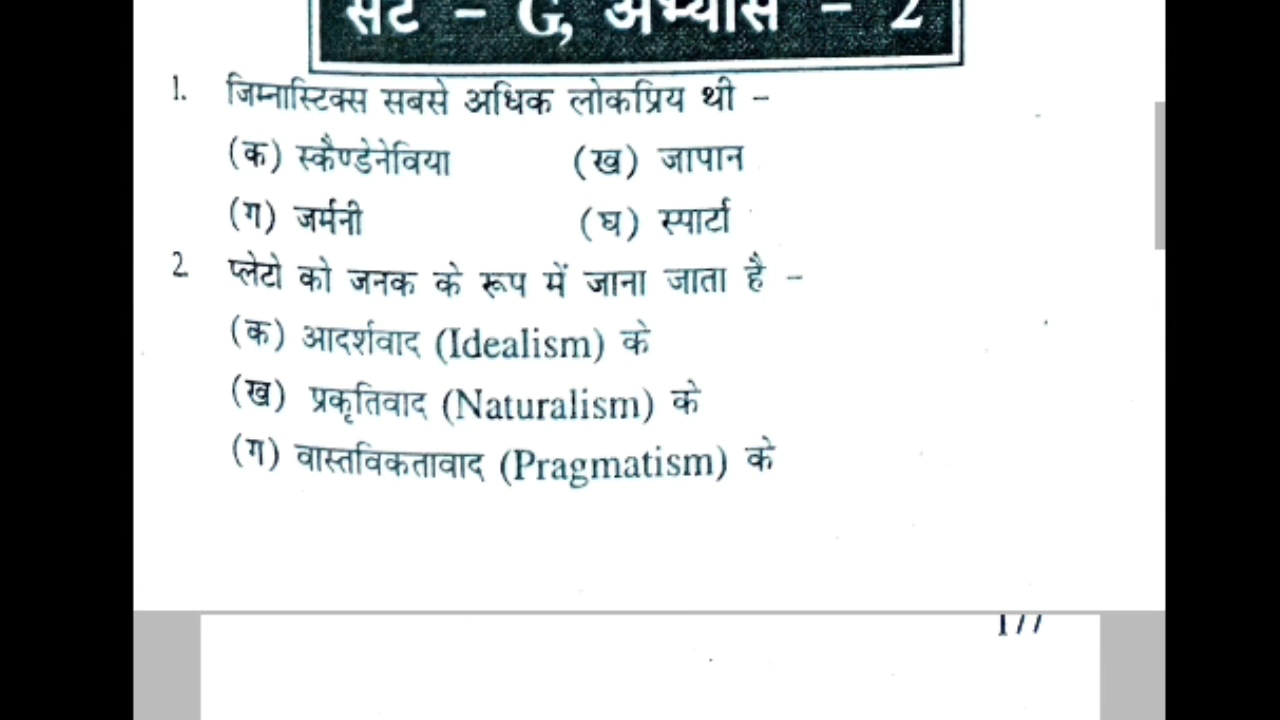 सेट - G, अभ्यास - 2
1. जिम्नास्टिक्स सबसे अधिक लोकप्रिय थी -
(क) स्कैण्डेनेविया (ख) जापान
(ग) जर्मनी (घ) स्पार्टा
2. प्लेटो को जनक के रूप में जाना जाता है -
(क) आदर्शवाद (Idealism) के
(ख) प्रकृतिवाद (Naturalism) के
(ग) वास्तविकतावाद (Pragmatism) के
177